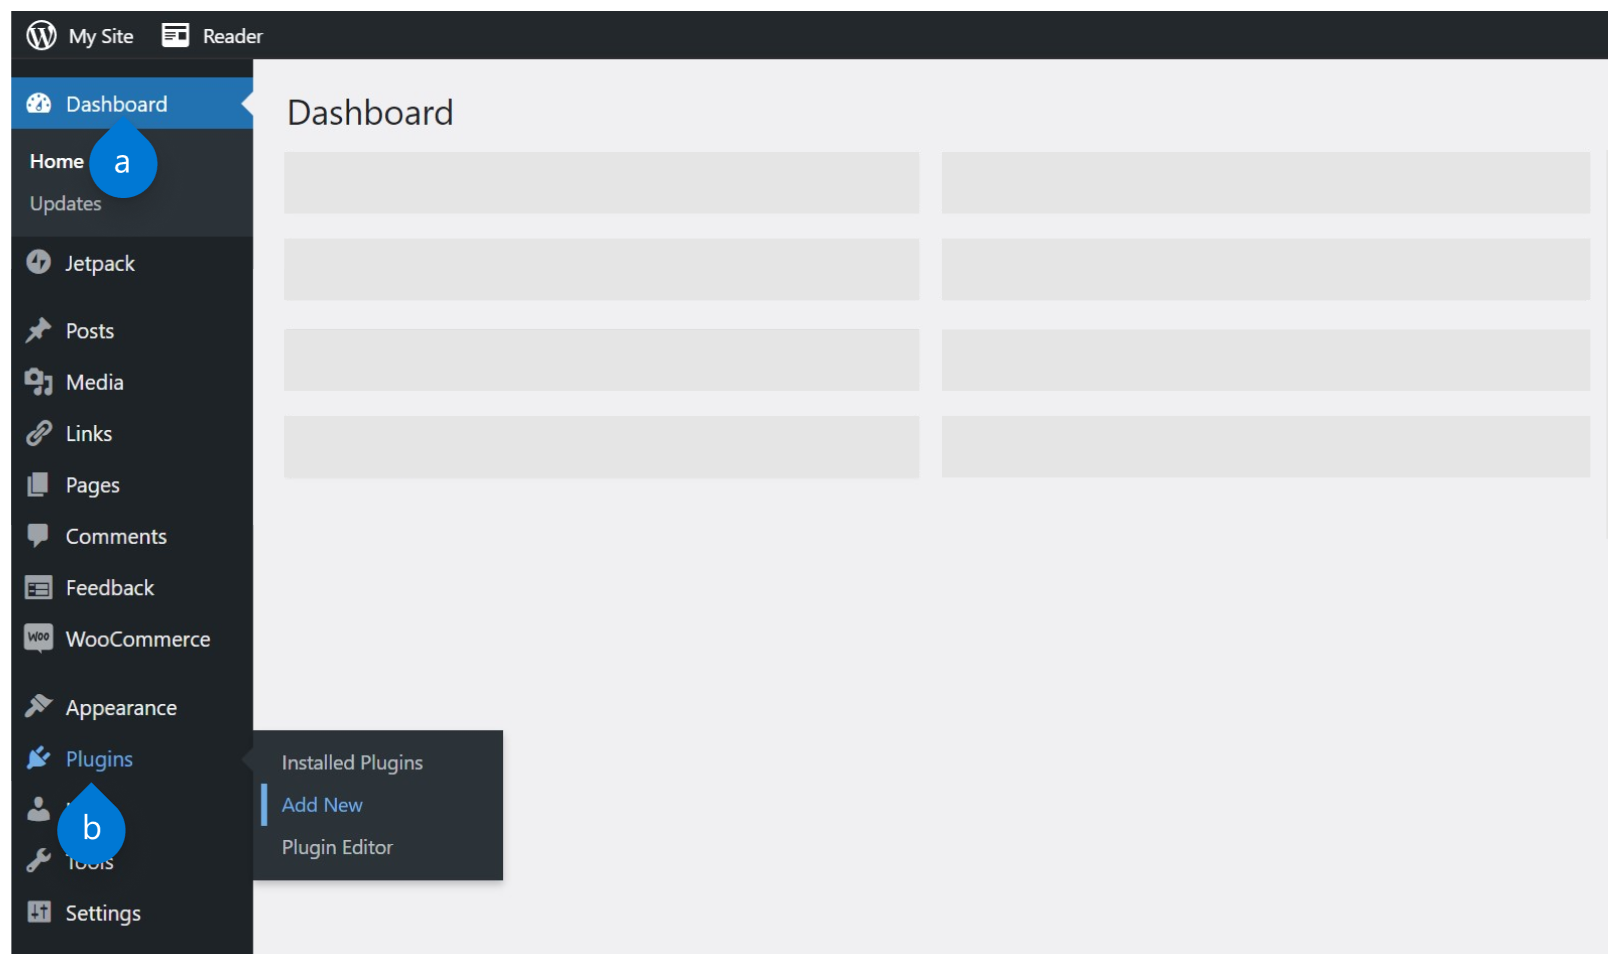 My Site Reader
Dashboard
Dashboard
Home
a
Updates
Jetpack
Posts
Media
Links
Pages
Comments
Feedback
Woo WooCommerce
Appearance
Plugins
Installed Plugins
Add New
Plugin Editor
b
Tools
Settings